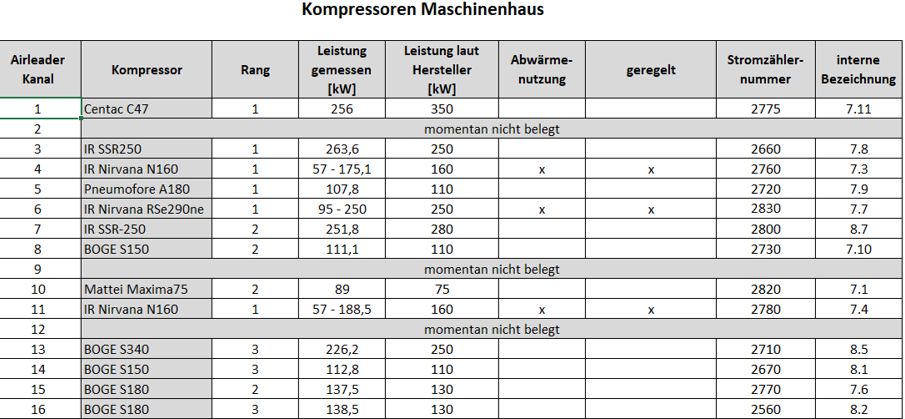 Kompressoren Maschinenhaus
Airleader Kanal | Kompressor | Rang | Leistung gemessen [kW] | Leistung laut Hersteller [kW] | Abwärme-nutzung | geregelt | Stromzähler-nummer | interne Bezeichnung
1 | Centac C47 | 1 | 256 | 350 | | | 2775 | 7.11
2 | momentan nicht belegt
3 | IR SSR250 | 1 | 263,6 | 250 | | | 2660 | 7.8
4 | IR Nirvana N160 | 1 | 57 - 175,1 | 160 | x | x | 2760 | 7.3
5 | Pneumofore A180 | 1 | 107,8 | 110 | | | 2720 | 7.9
6 | IR Nirvana RSe290ne | 1 | 95 - 250 | 250 | x | x | 2830 | 7.7
7 | IR SSR-250 | 2 | 251,8 | 280 | | | 2800 | 8.7
8 | BOGE S150 | 2 | 111,1 | 110 | | | 2730 | 7.10
9 | momentan nicht belegt
10 | Mattei Maxima75 | 2 | 89 | 75 | | | 2820 | 7.1
11 | IR Nirvana N160 | 1 | 57 - 188,5 | 160 | x | x | 2780 | 7.4
12 | momentan nicht belegt
13 | BOGE S340 | 3 | 226,2 | 250 | | | 2710 | 8.5
14 | BOGE S150 | 3 | 112,8 | 110 | | | 2670 | 8.1
15 | BOGE S180 | 2 | 137,5 | 130 | | | 2770 | 7.6
16 | BOGE S180 | 3 | 138,5 | 130 | | | 2560 | 8.2